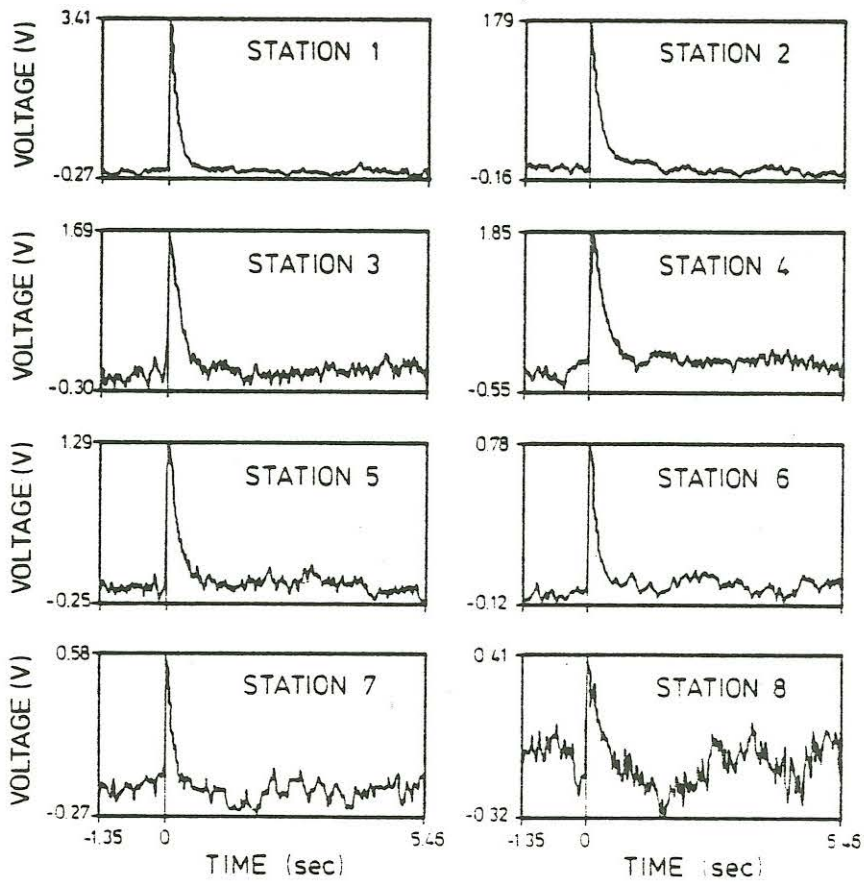 3.41
STATION 1
VOLTAGE (V)
-0.27
1.79
STATION 2
-0.16
1.69
STATION 3
VOLTAGE (V)
-0.30
1.85
STATION 4
-0.55
1.29
STATION 5
VOLTAGE (V)
-0.25
0.78
STATION 6
-0.12
0.58
STATION 7
VOLTAGE (V)
-0.27
-1.35 0 5.45
TIME (sec)
0.41
STATION 8
-0.32
-1.35 0 5.45
TIME (sec)